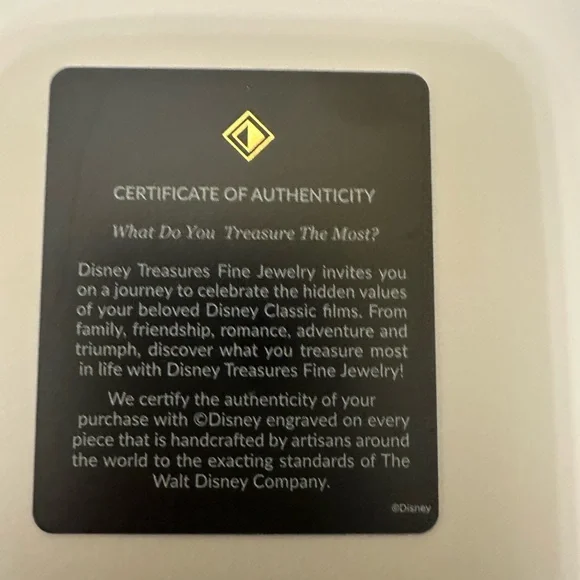 CERTIFICATE OF AUTHENTICITY
What Do You Treasure The Most?
Disney Treasures Fine Jewelry invites you
on a journey to celebrate the hidden values
of your beloved Disney Classic films. From
family, friendship, romance, adventure and
triumph, discover what you treasure most
in life with Disney Treasures Fine Jewelry!
We certify the authenticity of your
purchase with ©Disney engraved on every
piece that is handcrafted by artisans around
the world to the exacting standards of The
Walt Disney Company.
©Disney